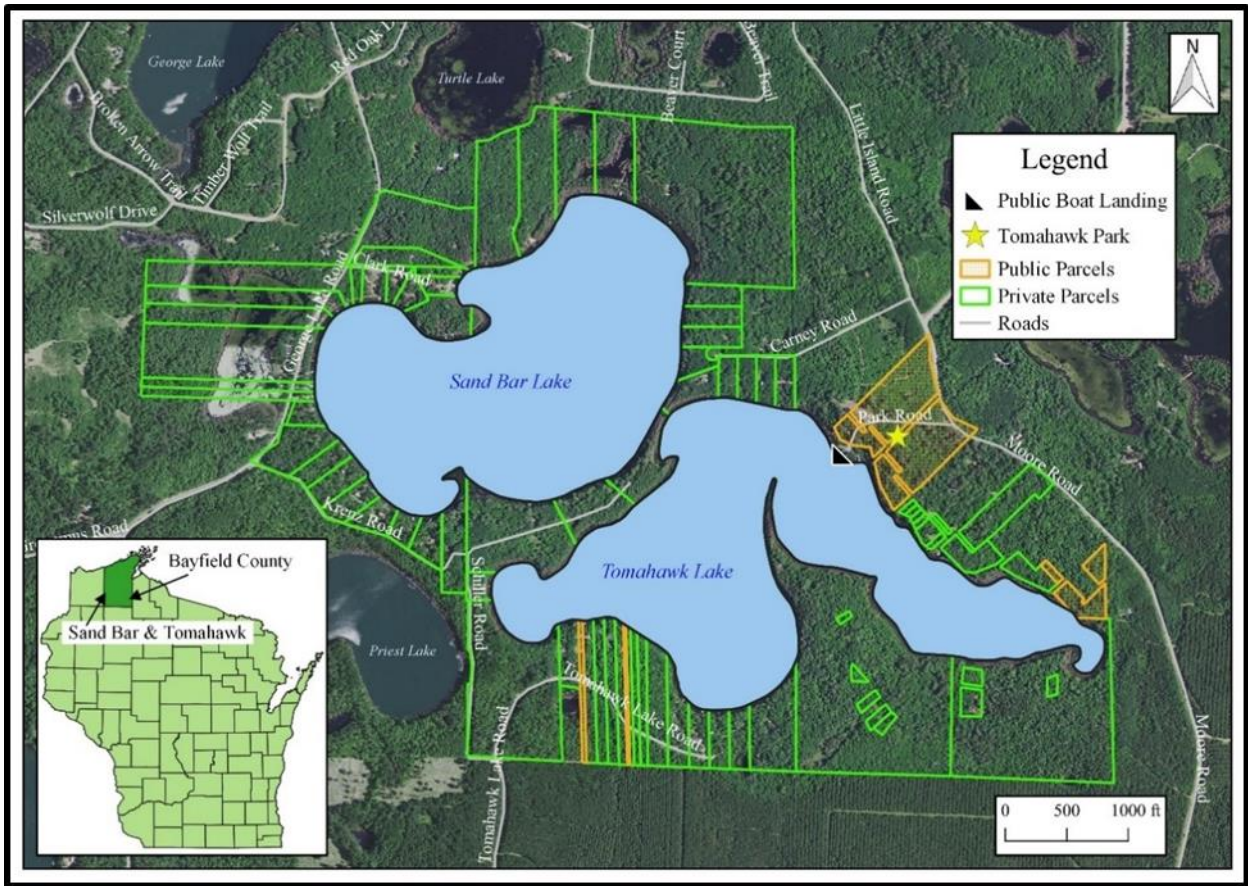 George Lake
Red Oak
Turtle Lake
Beaver Court
Trail
Little Island Road
N
Broken Arrow Trail
Timber Wolf Trail
Silverwolf Drive
Legend
Public Boat Landing
Tomahawk Park
Public Parcels
Private Parcels
Roads
Clark Road
George Lake Road
Carney Road
Sand Bar Lake
Park Road
Moore Road
Krenz Road
Road
Tomahawk Lake
Schiller Road
Priest Lake
Tomahawk Lake Road
Tomahawk Lake Road
Moore Road
Bayfield County
Sand Bar & Tomahawk
0 500 1000 ft